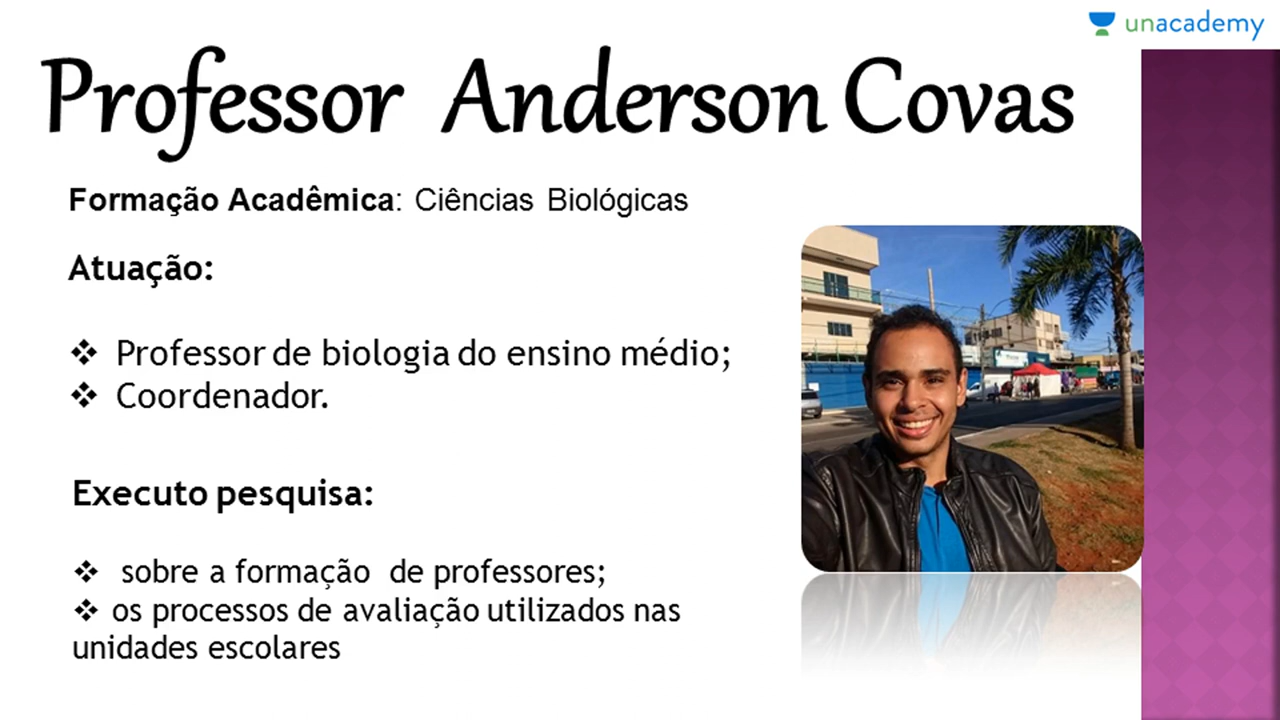 unacademy
Professor Anderson Covas
Formação Acadêmica: Ciências Biológicas
Atuação:
❖ Professor de biologia do ensino médio;
❖ Coordenador.
Executo pesquisa:
❖ sobre a formação de professores;
❖ os processos de avaliação utilizados nas
unidades escolares